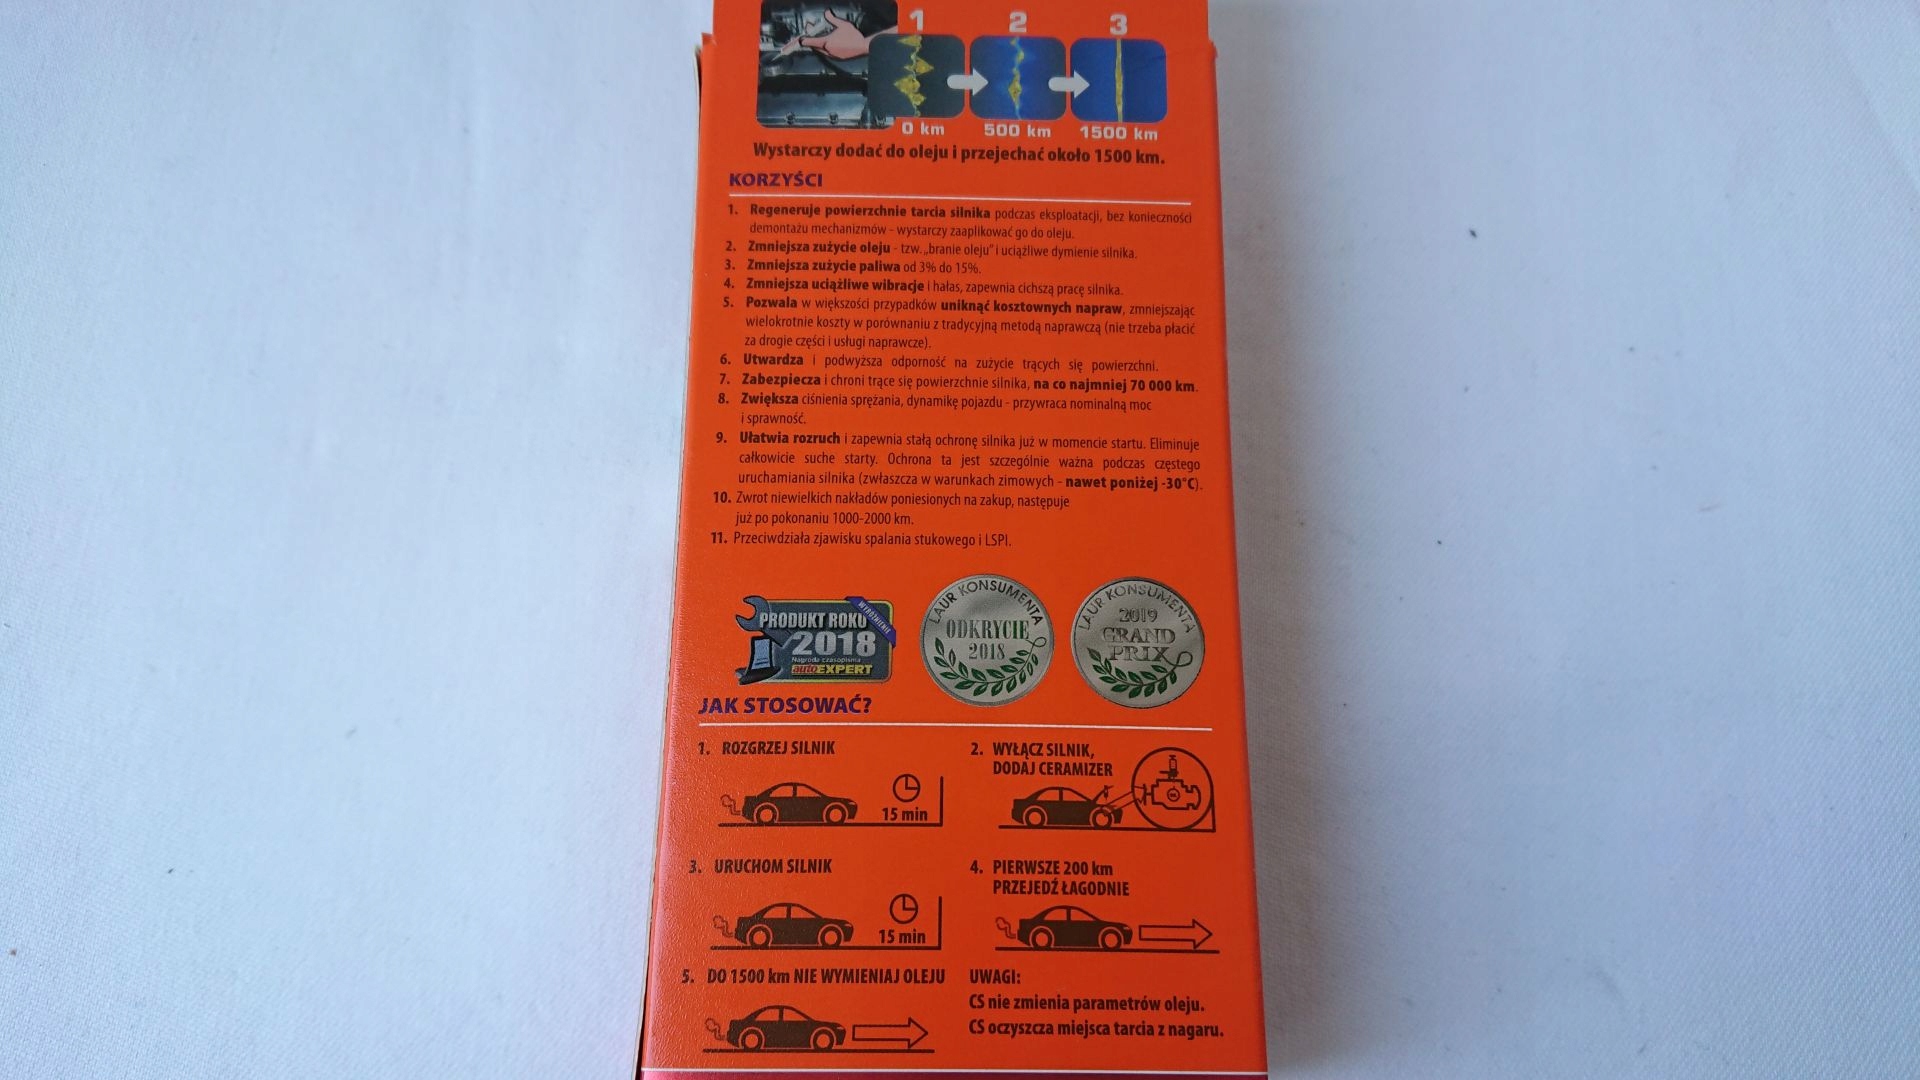 1 2 3
0 km 500 km 1500 km
Wystarczy dodać do oleju i przejechać około 1500 km.
KORZYŚCI
1. Regeneruje powierzchnie tarcia silnika podczas eksploatacji, bez konieczności
demontażu mechanizmów - wystarczy zaaplikować go do oleju.
2. Zmniejsza zużycie oleju - tzw. „branie oleju" i uciążliwe dymienie silnika.
3. Zmniejsza zużycie paliwa od 3% do 15%.
4. Zmniejsza uciążliwe wibracje i hałas, zapewnia cichszą pracę silnika.
5. Pozwala w większości przypadków uniknąć kosztownych napraw, zmniejszając
wielokrotnie koszty w porównaniu z tradycyjną metodą naprawczą (nie trzeba płacić
za drogie części i usługi naprawcze).
6. Utwardza i podwyższa odporność na zużycie trących się powierzchni.
7. Zabezpiecza i chroni trące się powierzchnie silnika, na co najmniej 70 000 km.
8. Zwiększa ciśnienia sprężania, dynamikę pojazdu - przywraca nominalną moc
i sprawność.
9. Ułatwia rozruch i zapewnia stałą ochronę silnika już w momencie startu. Eliminuje
całkowicie suche starty. Ochrona ta jest szczególnie ważna podczas częstego
uruchamiania silnika (zwłaszcza w warunkach zimowych - nawet poniżej -30°C).
10. Zwrot niewielkich nakładów poniesionych na zakup, następuje
już po pokonaniu 1000-2000 km.
11. Przeciwdziała zjawisku spalania stukowego i LSPI.
WYRÓŻNIENIE
PRODUKT ROKU
2018
Nagroda czasopisma
autoEXPERT
LAUR KONSUMENTA
ODKRYCIE
2018
LAUR KONSUMENTA
2019
GRAND
PRIX
JAK STOSOWAĆ?
1. ROZGRZEJ SILNIK
15 min
2. WYŁĄCZ SILNIK,
DODAJ CERAMIZER
3. URUCHOM SILNIK
15 min
4. PIERWSZE 200 km
PRZEJEDŹ ŁAGODNIE
5. DO 1500 km NIE WYMIENIAJ OLEJU
UWAGI:
CS nie zmienia parametrów oleju.
CS oczyszcza miejsca tarcia z nagaru.